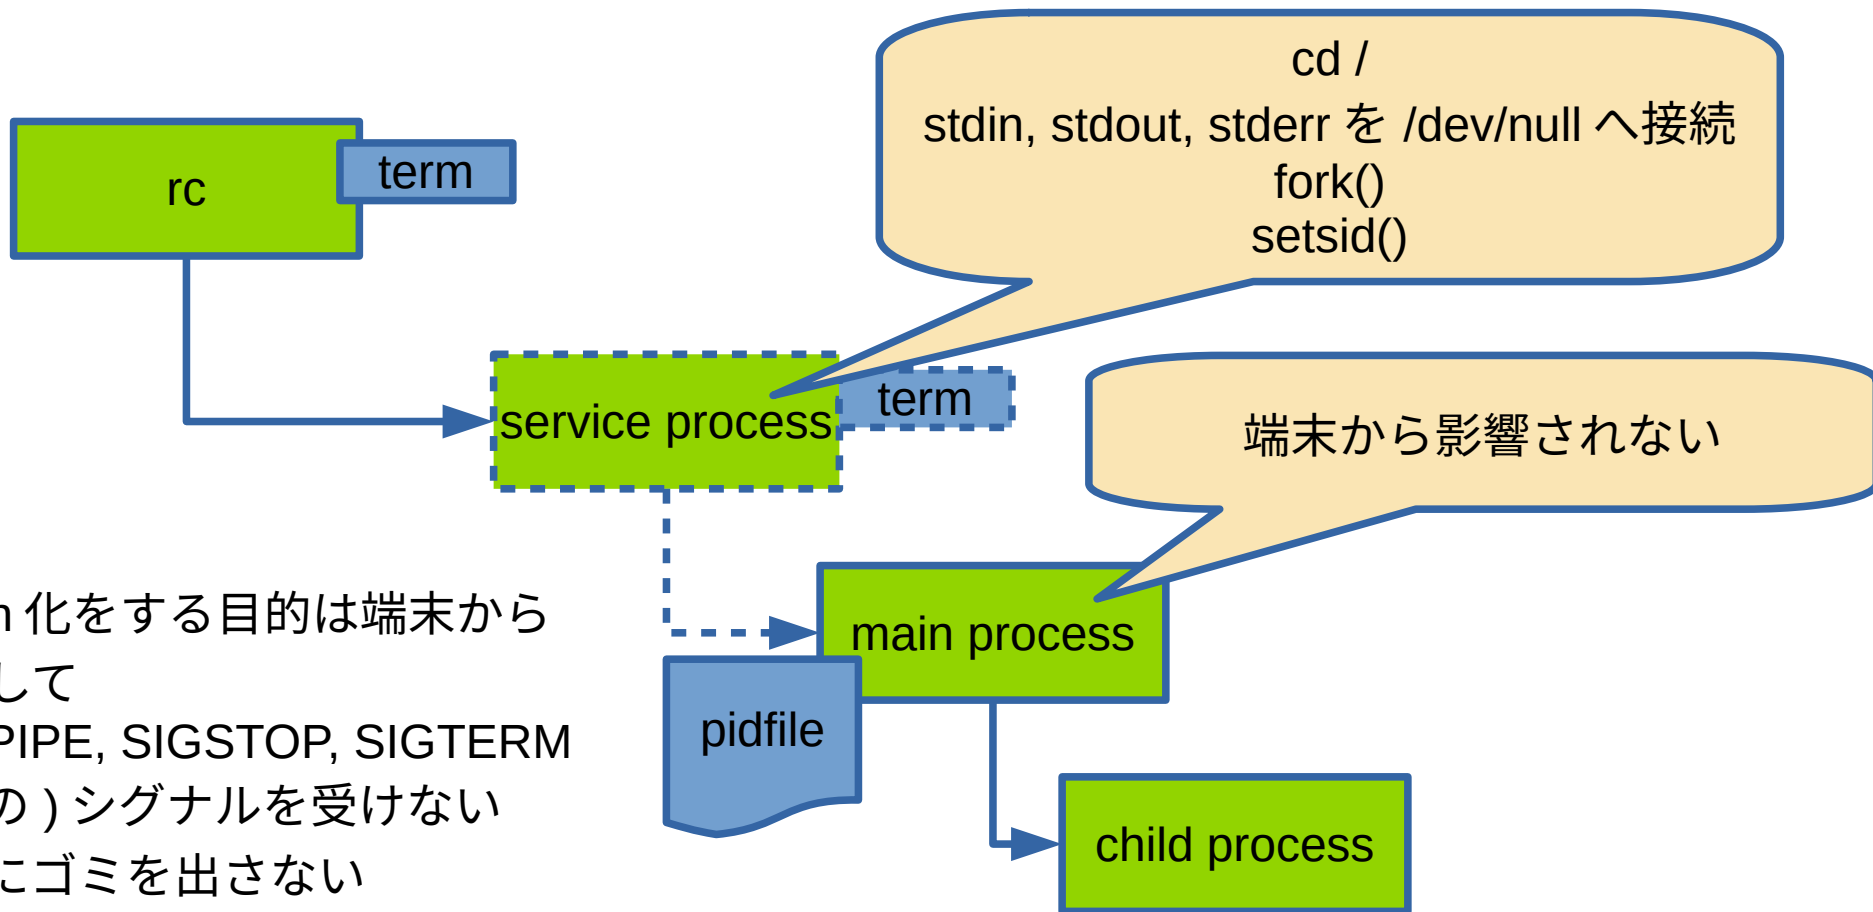 cd /
stdin, stdout, stderr を /dev/null へ接続
fork()
setsid()
rc
term
service process
term
端末から影響されない
化をする目的は端末から
して
PIPE, SIGSTOP, SIGTERM
の ) シグナルを受けない
にゴミを出さない
main process
pidfile
child process